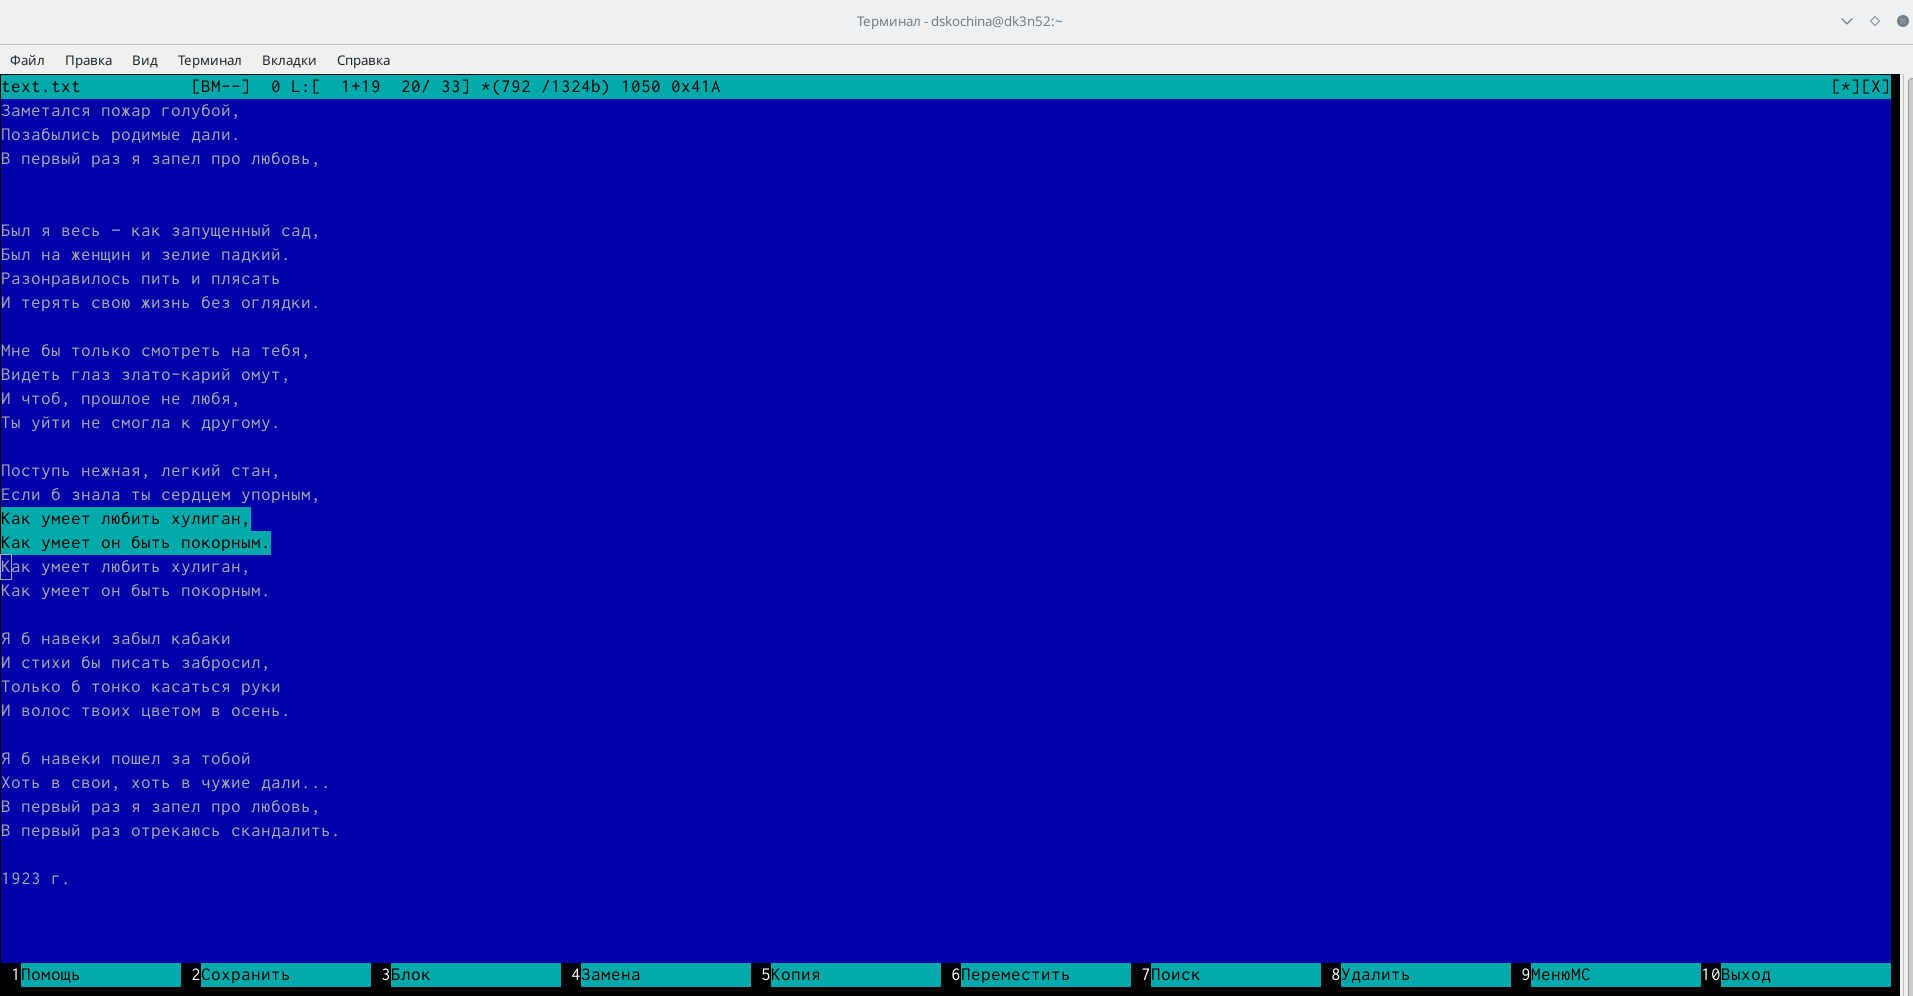 Терминал - dskochina@dk3n52:~
Файл Правка Вид Терминал Вкладки Справка
text.txt [BM--] 0 L:[ 1+19 20/ 33] *(792 /1324b) 1050 0x41A [*][X]
Заметался пожар голубой,
Позабылись родимые дали.
В первый раз я запел про любовь,
Был я весь – как запущенный сад,
Был на женщин и зелие падкий.
Разонравилось пить и плясать
И терять свою жизнь без оглядки.
Мне бы только смотреть на тебя,
Видеть глаз злато-карий омут,
И чтоб, прошлое не любя,
Ты уйти не смогла к другому.
Поступь нежная, легкий стан,
Если б знала ты сердцем упорным,
Как умеет любить хулиган,
Как умеет он быть покорным.
Как умеет любить хулиган,
Как умеет он быть покорным.
Я б навеки забыл кабаки
И стихи бы писать забросил,
Только б тонко касаться руки
И волос твоих цветом в осень.
Я б навеки пошел за тобой
Хоть в свои, хоть в чужие дали...
В первый раз я запел про любовь,
В первый раз отрекаюсь скандалить.
1923 г.
1Помощь 2Сохранить 3Блок 4Замена 5Копия 6Переместить 7Поиск 8Удалить 9МенюMC 10Выход